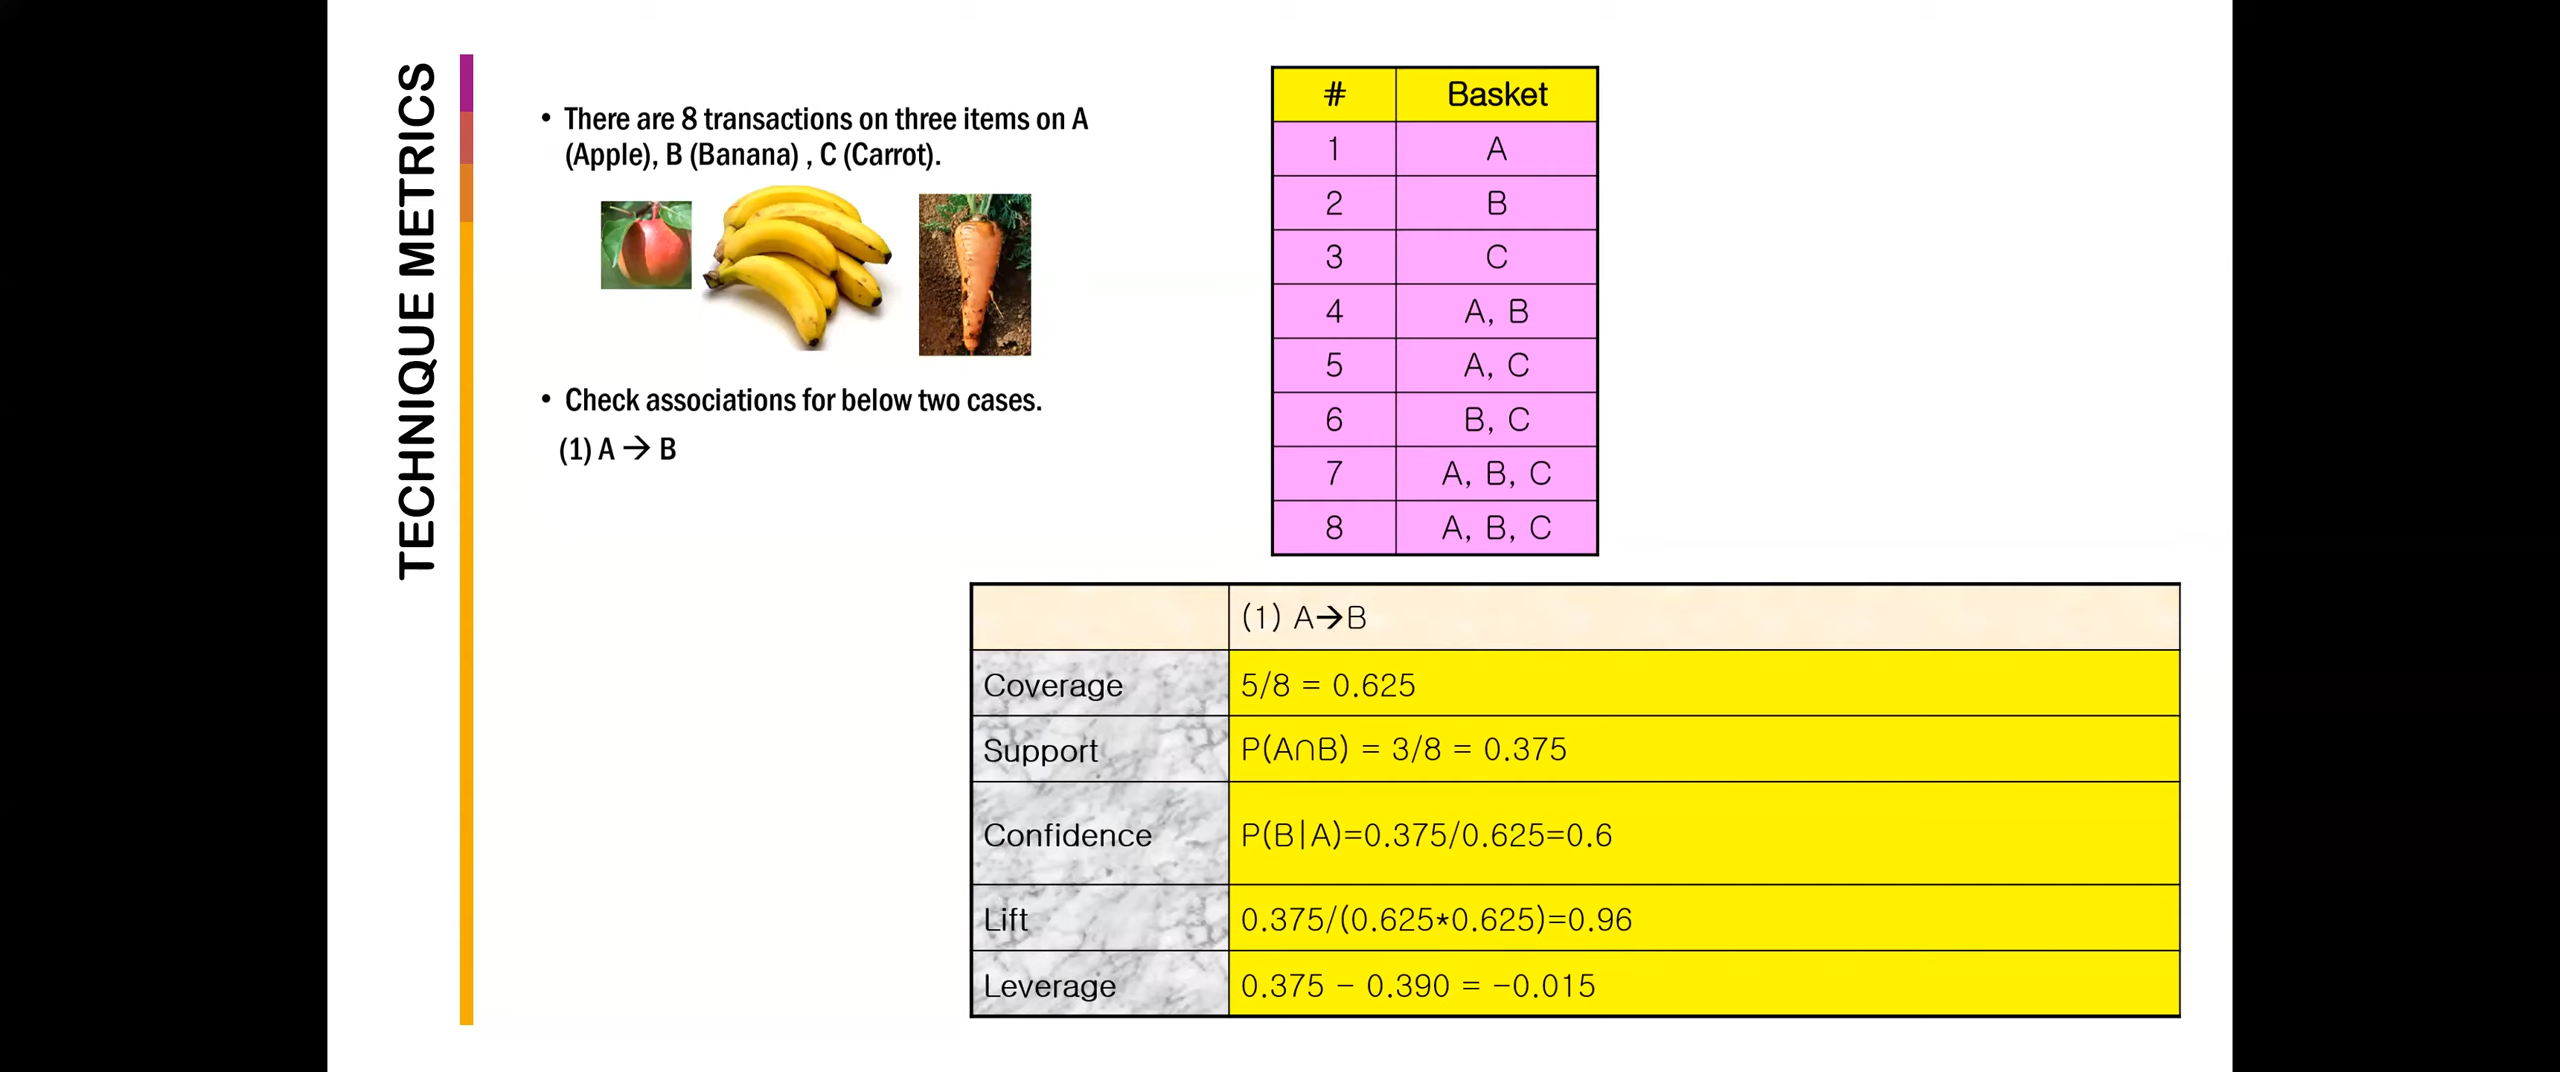 TECHNIQUE METRICS
• There are 8 transactions on three items on A
(Apple), B (Banana) , C (Carrot).
• Check associations for below two cases.
(1) A → B
# Basket
1 A
2 B
3 C
4 A, B
5 A, C
6 B, C
7 A, B, C
8 A, B, C
(1) A→B
Coverage 5/8 = 0.625
Support P(A∩B) = 3/8 = 0.375
Confidence P(B|A)=0.375/0.625=0.6
Lift 0.375/(0.625*0.625)=0.96
Leverage 0.375 − 0.390 = −0.015